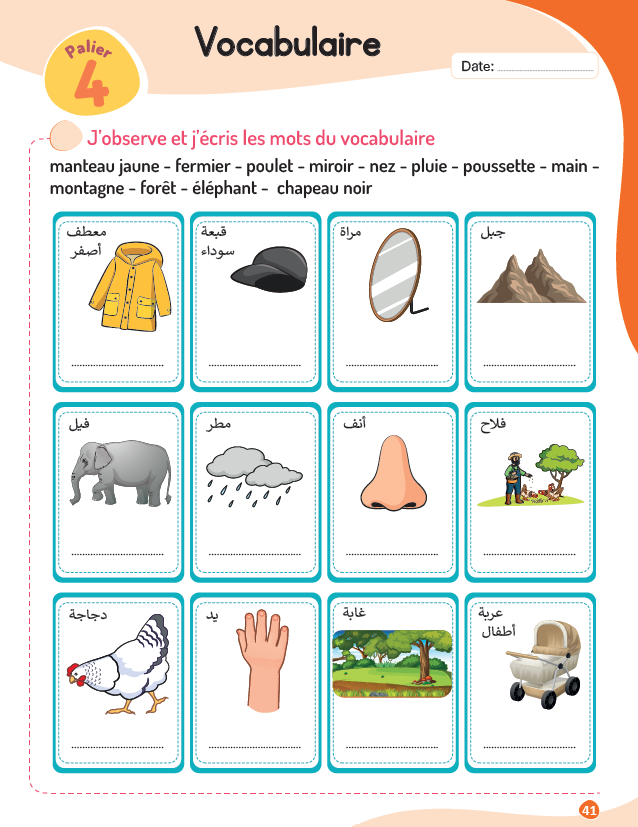 Palier
4
Vocabulaire
Date:
J'observe et j'écris les mots du vocabulaire
manteau jaune – fermier – poulet – miroir – nez – pluie – poussette – main –
montagne – forêt – éléphant – chapeau noir
معطف
أصفر
قبعة
سوداء
مراة
جبل
فيل
مطر
أنف
فلاح
دجاجة
يد
غابة
عربة
أطفال
41